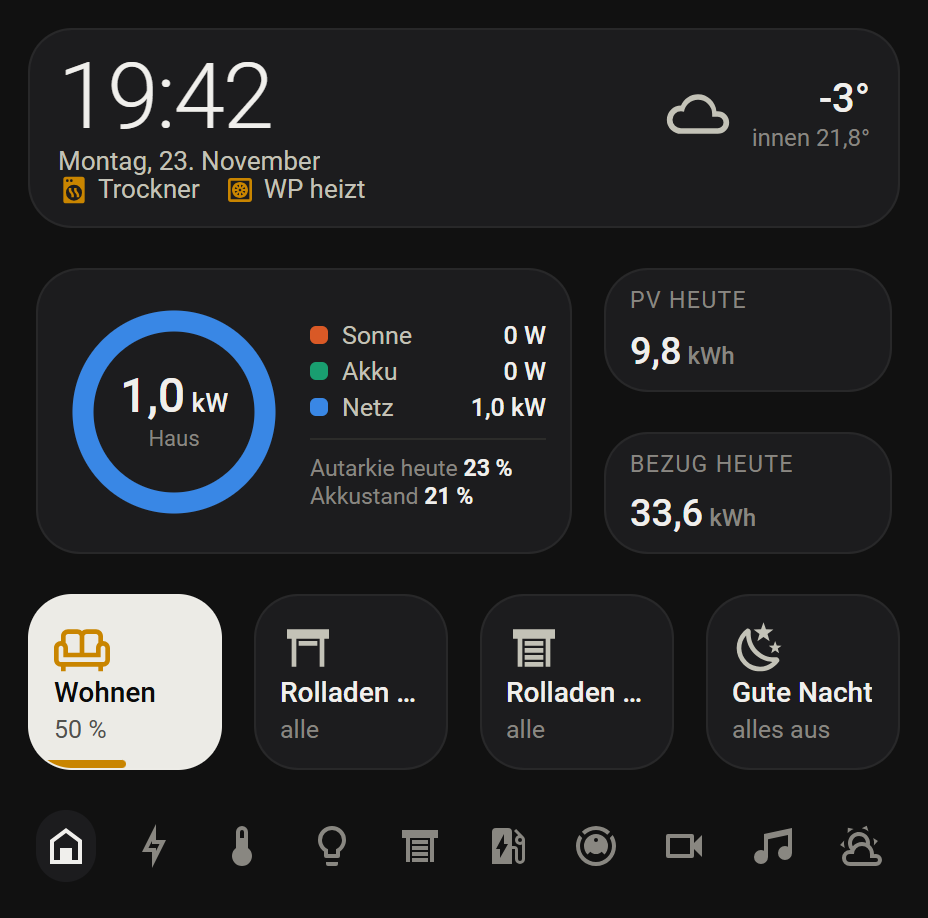 19:42
-3°
innen 21,8°
Montag, 23. November
Trockner WP heizt
1,0 kW
Haus
Sonne 0 W
Akku 0 W
Netz 1,0 kW
Autarkie heute 23 %
Akkustand 21 %
PV HEUTE
9,8 kWh
BEZUG HEUTE
33,6 kWh
Wohnen
50 %
Rolladen ...
alle
Rolladen ...
alle
Gute Nacht
alles aus